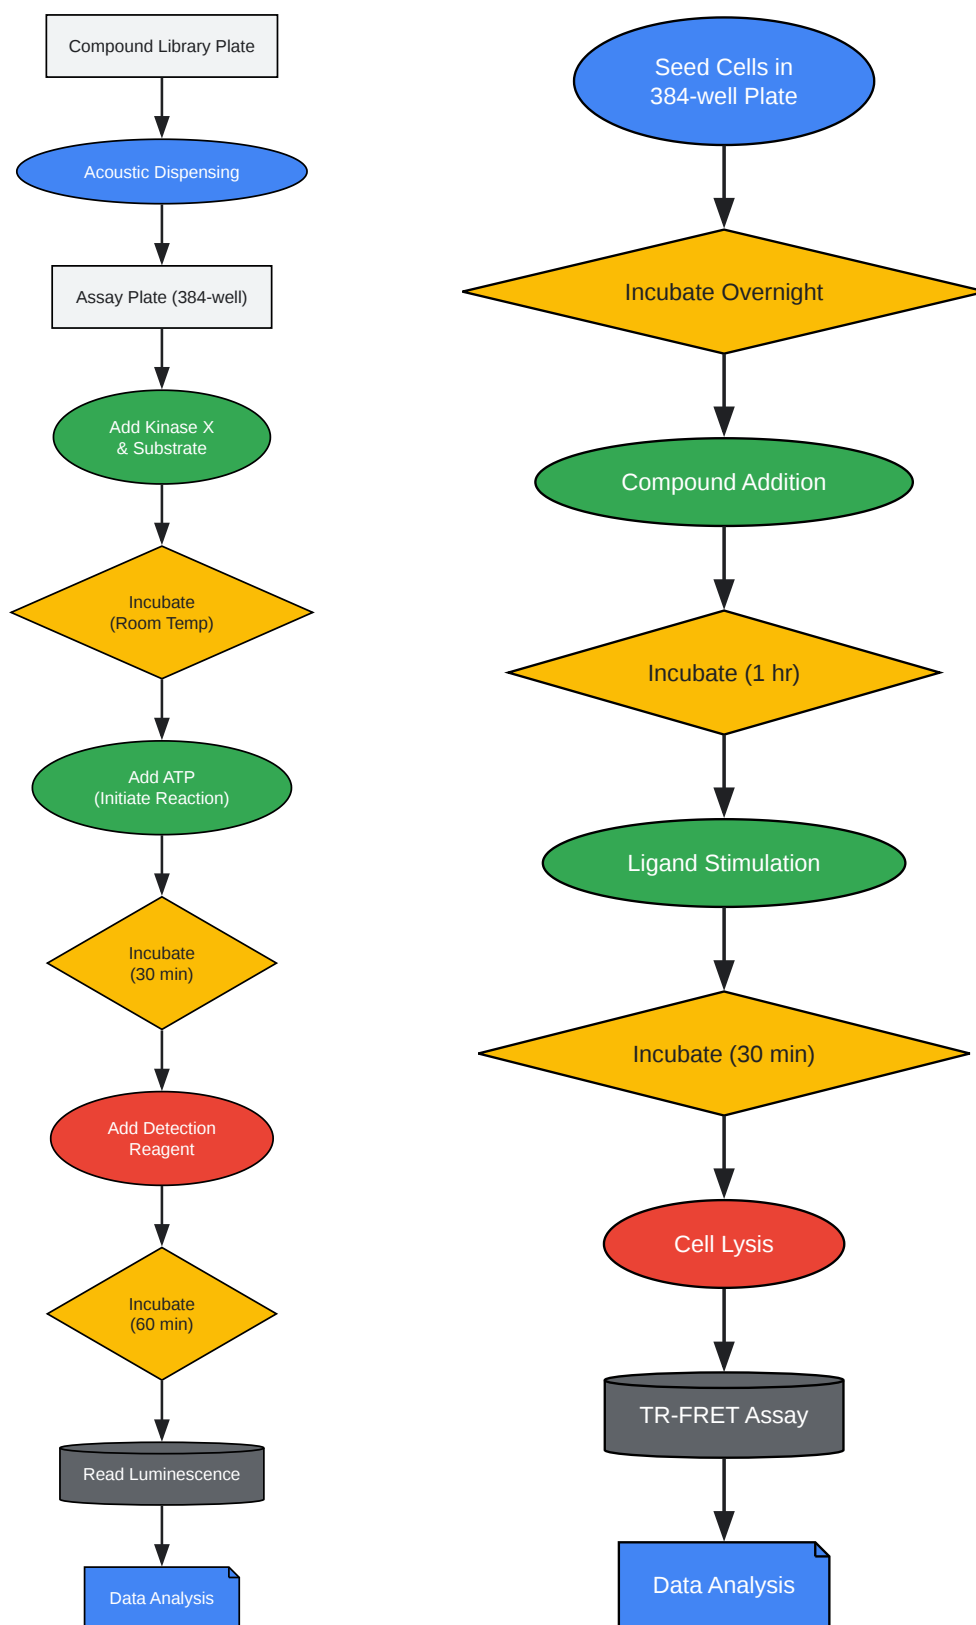 Compound Library Plate
Acoustic Dispensing
Assay Plate (384-well)
Add Kinase X
& Substrate
Incubate
(Room Temp)
Add ATP
(Initiate Reaction)
Incubate
(30 min)
Add Detection
Reagent
Incubate
(60 min)
Read Luminescence
Data Analysis
Seed Cells in
384-well Plate
Incubate Overnight
Compound Addition
Incubate (1 hr)
Ligand Stimulation
Incubate (30 min)
Cell Lysis
TR-FRET Assay
Data Analysis